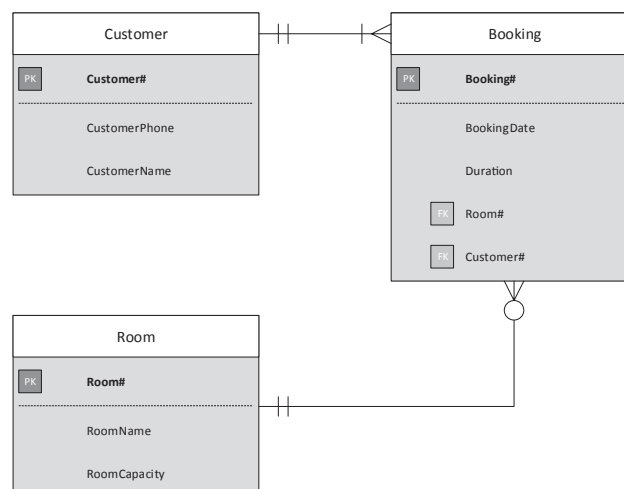 Customer
PK Customer#
CustomerPhone
CustomerName
Booking
PK Booking#
BookingDate
Duration
FK Room#
FK Customer#
Room
PK Room#
RoomName
RoomCapacity